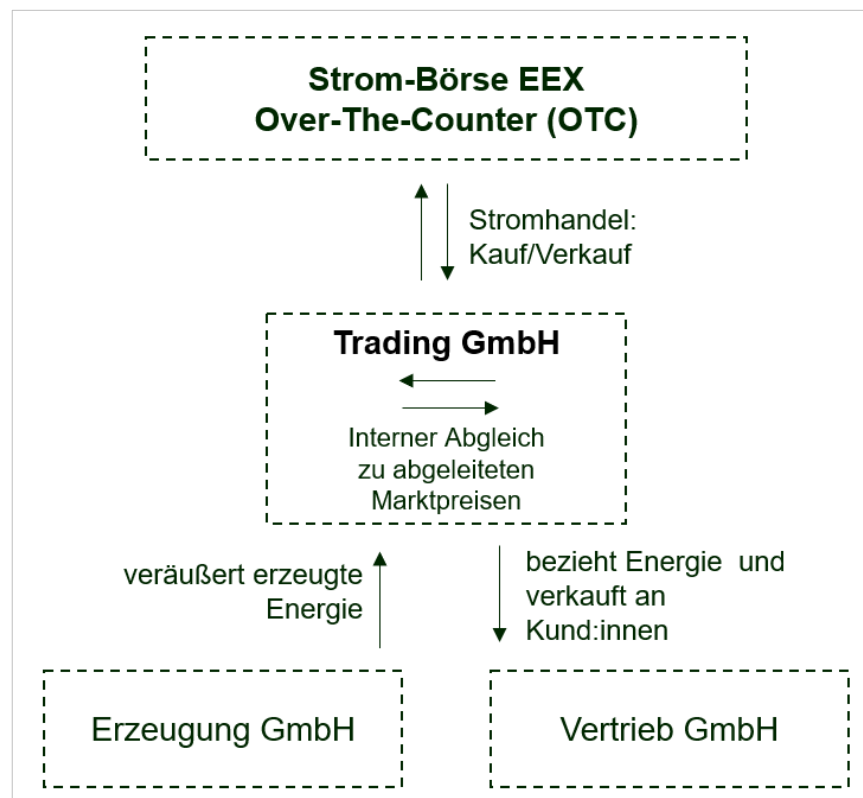 Strom-Börse EEX
Over-The-Counter (OTC)
Stromhandel:
Kauf/Verkauf
Trading GmbH
Interner Abgleich
zu abgeleiteten
Marktpreisen
veräußert erzeugte
Energie
bezieht Energie und
verkauft an
Kund:innen
Erzeugung GmbH
Vertrieb GmbH